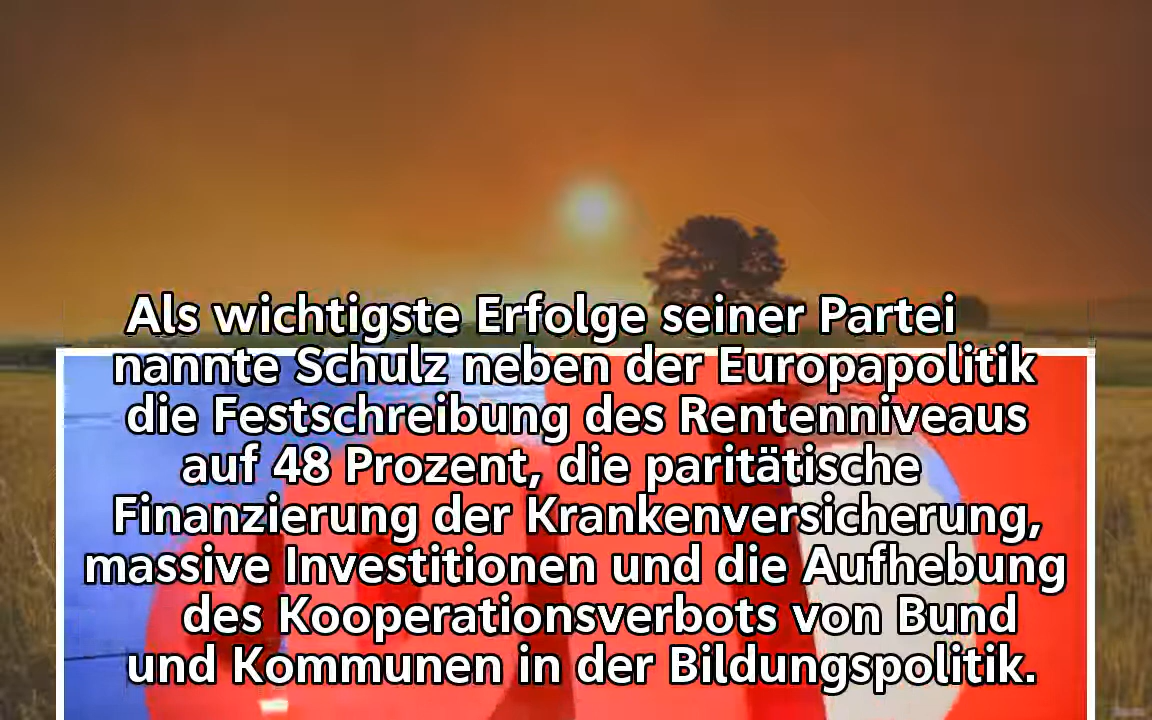 Als wichtigste Erfolge seiner Partei
nannte Schulz neben der Europapolitik
die Festschreibung des Rentenniveaus
auf 48 Prozent, die paritätische
Finanzierung der Krankenversicherung,
massive Investitionen und die Aufhebung
des Kooperationsverbots von Bund
und Kommunen in der Bildungspolitik.